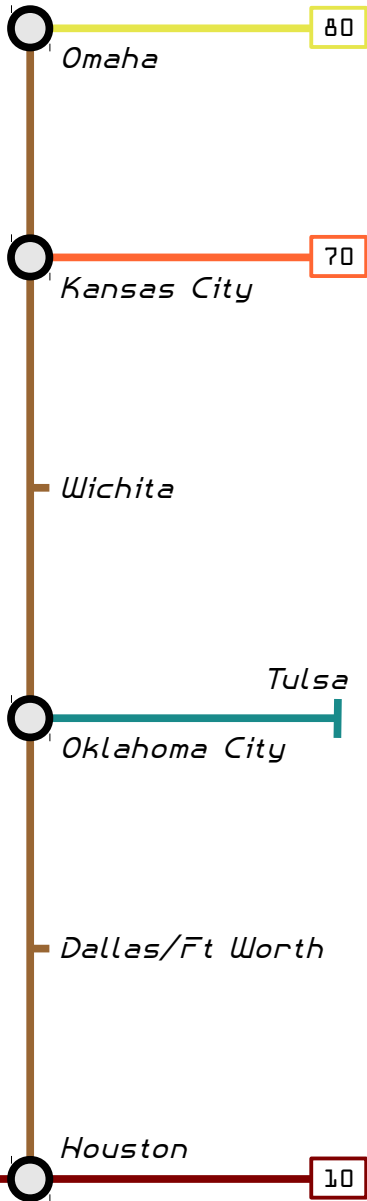 80
Omaha
70
Kansas City
Wichita
Tulsa
Oklahoma City
Dallas/Ft Worth
Houston
10